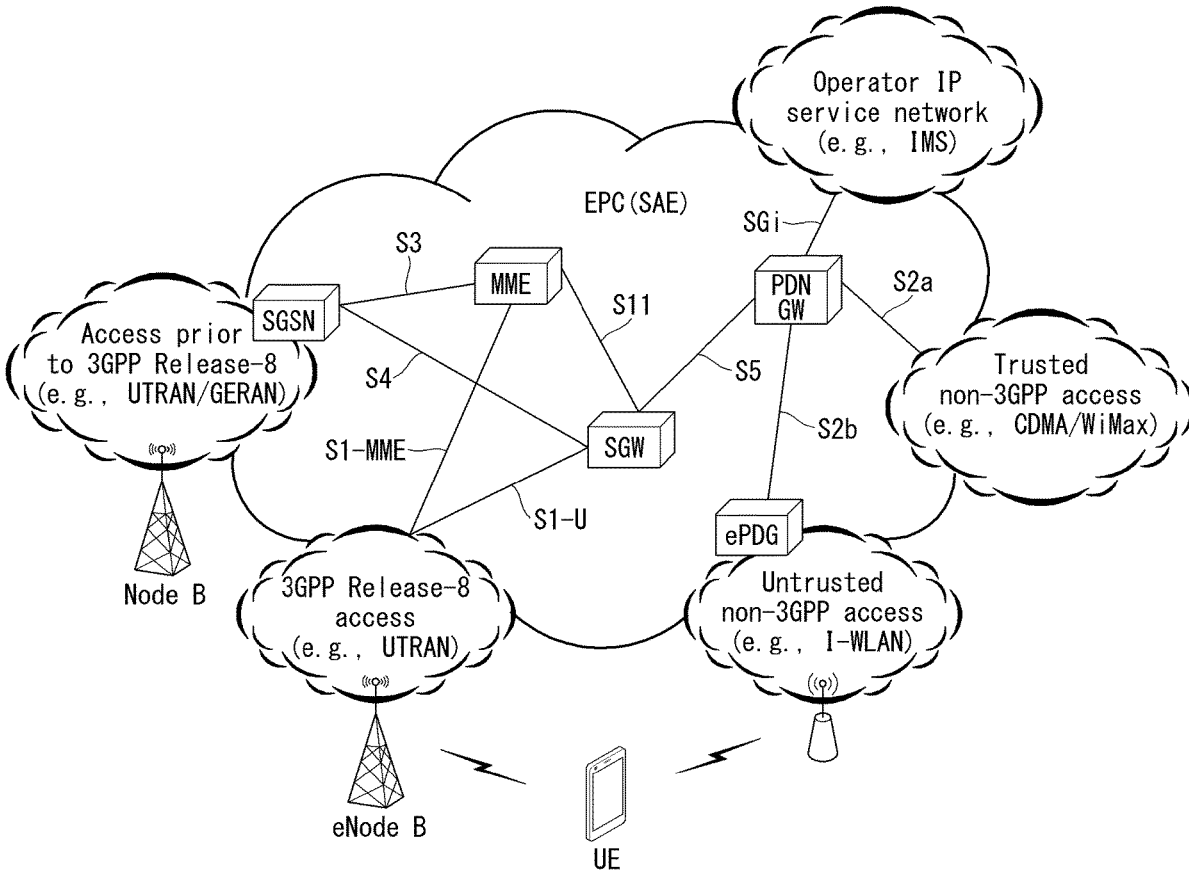 Operator IP
service network
(e.g., IMS)
EPC(SAE)
SGi
S3
MME
PDN
GW
S2a
SGSN
S11
Access prior
to 3GPP Release-8
(e.g., UTRAN/GERAN)
S4
S5
Trusted
non-3GPP access
(e.g., CDMA/WiMax)
S2b
SGW
S1-MME
S1-U
ePDG
Node B
3GPP Release-8
access
(e.g., UTRAN)
Untrusted
non-3GPP access
(e.g., I-WLAN)
eNode B
UE